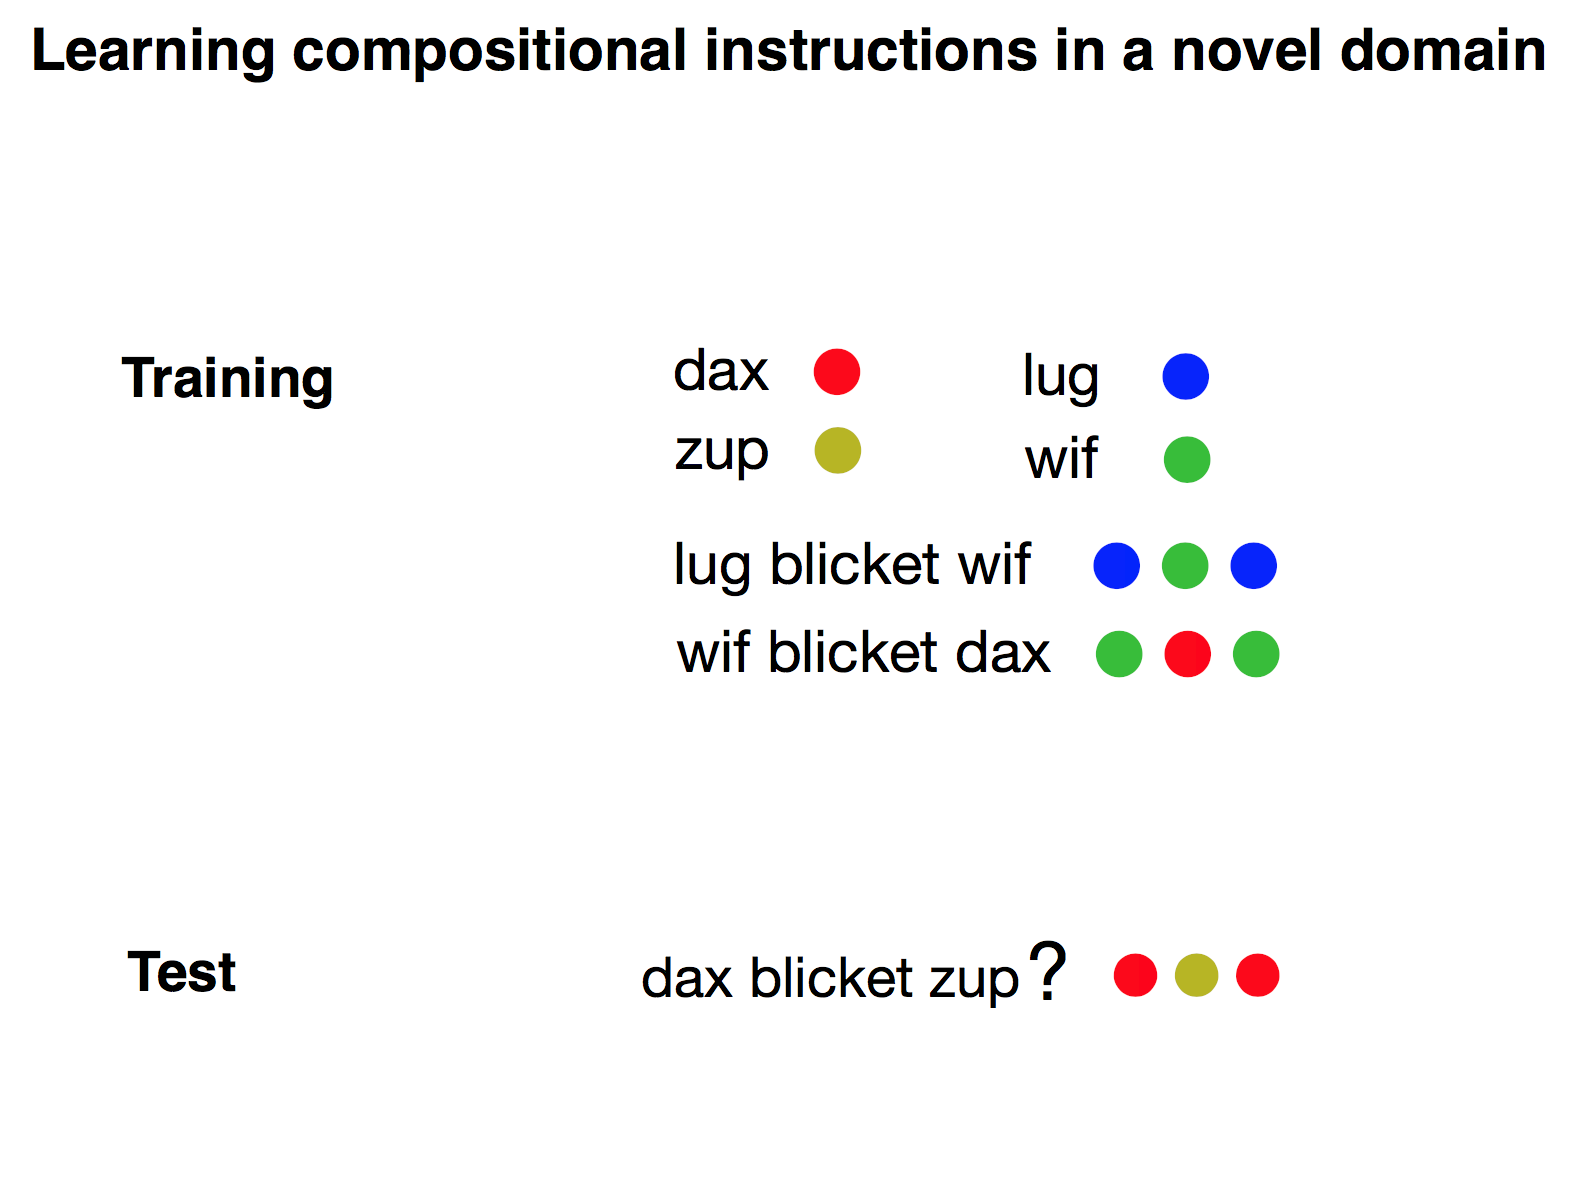 Learning compositional instructions in a novel domain
Training
dax
lug
zup
wif
lug blicket wif
wif blicket dax
Test
dax blicket zup?